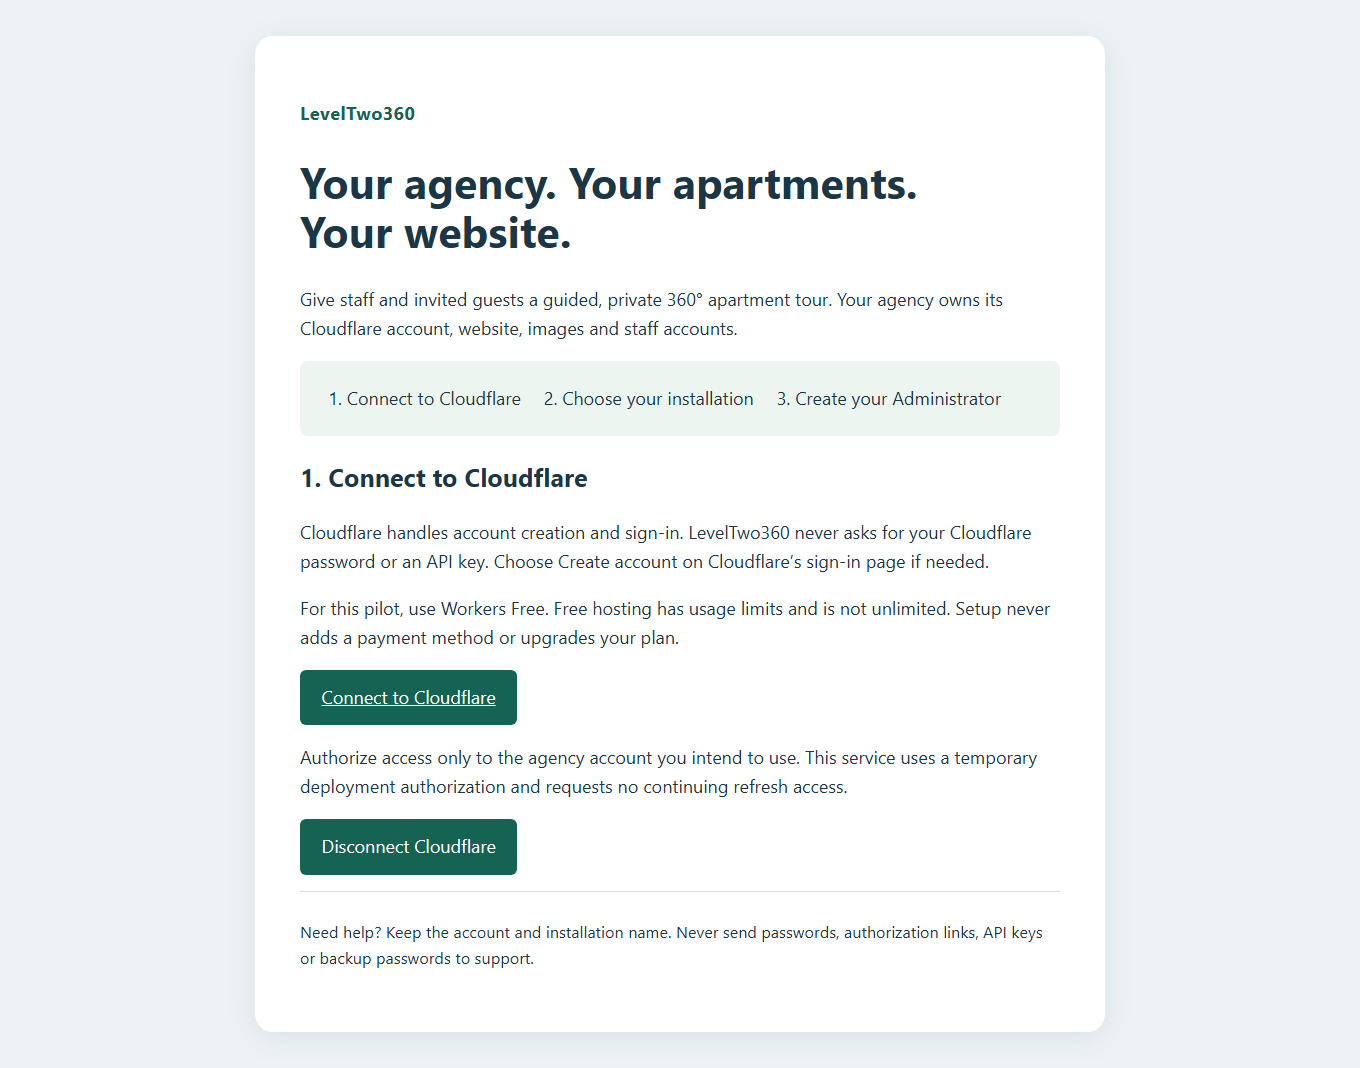 LevelTwo360
Your agency. Your apartments.
Your website.
Give staff and invited guests a guided, private 360° apartment tour. Your agency owns its
Cloudflare account, website, images and staff accounts.
1. Connect to Cloudflare 2. Choose your installation 3. Create your Administrator
1. Connect to Cloudflare
Cloudflare handles account creation and sign-in. LevelTwo360 never asks for your Cloudflare
password or an API key. Choose Create account on Cloudflare’s sign-in page if needed.
For this pilot, use Workers Free. Free hosting has usage limits and is not unlimited. Setup never
adds a payment method or upgrades your plan.
Connect to Cloudflare
Authorize access only to the agency account you intend to use. This service uses a temporary
deployment authorization and requests no continuing refresh access.
Disconnect Cloudflare
Need help? Keep the account and installation name. Never send passwords, authorization links, API keys
or backup passwords to support.